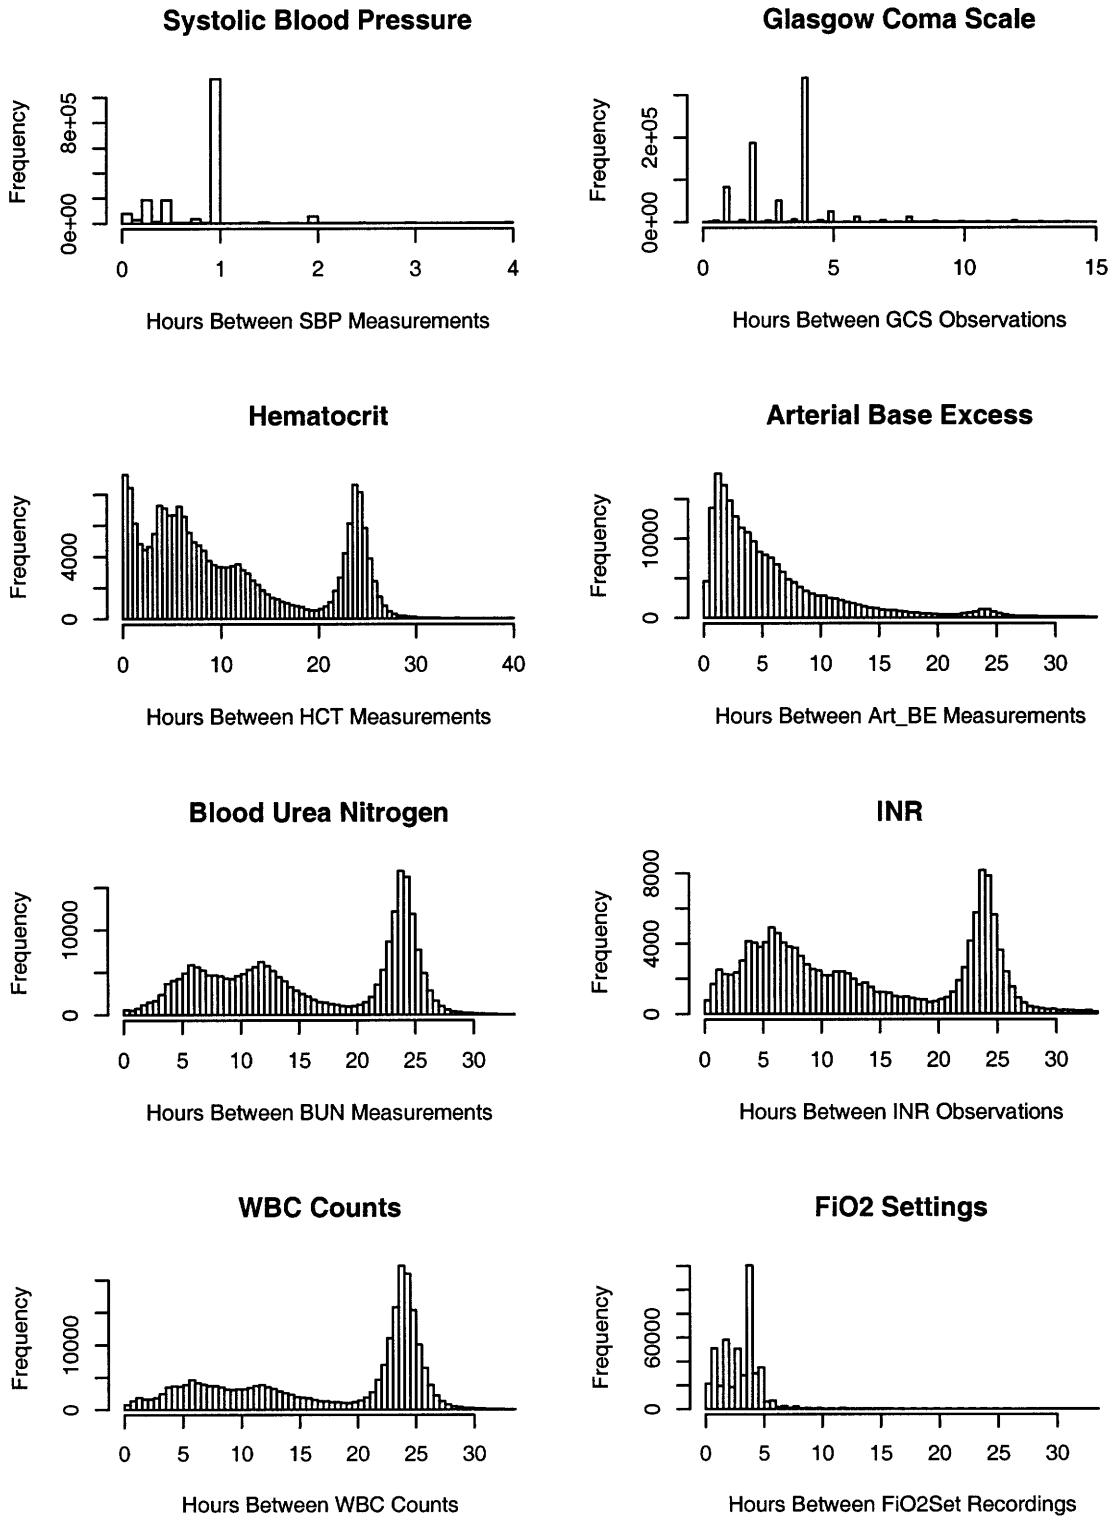 Systolic Blood Pressure
Frequency
0e+00 8e+05
0 1 2 3 4
Hours Between SBP Measurements
Glasgow Coma Scale
Frequency
0e+00 2e+05
0 5 10 15
Hours Between GCS Observations
Hematocrit
Frequency
0 4000
0 10 20 30 40
Hours Between HCT Measurements
Arterial Base Excess
Frequency
0 10000
0 5 10 15 20 25 30
Hours Between Art_BE Measurements
Blood Urea Nitrogen
Frequency
0 10000
0 5 10 15 20 25 30
Hours Between BUN Measurements
INR
Frequency
0 4000 8000
0 5 10 15 20 25 30
Hours Between INR Observations
WBC Counts
Frequency
0 10000
0 5 10 15 20 25 30
Hours Between WBC Counts
FiO2 Settings
Frequency
0 60000
0 5 10 15 20 25 30
Hours Between FiO2Set Recordings